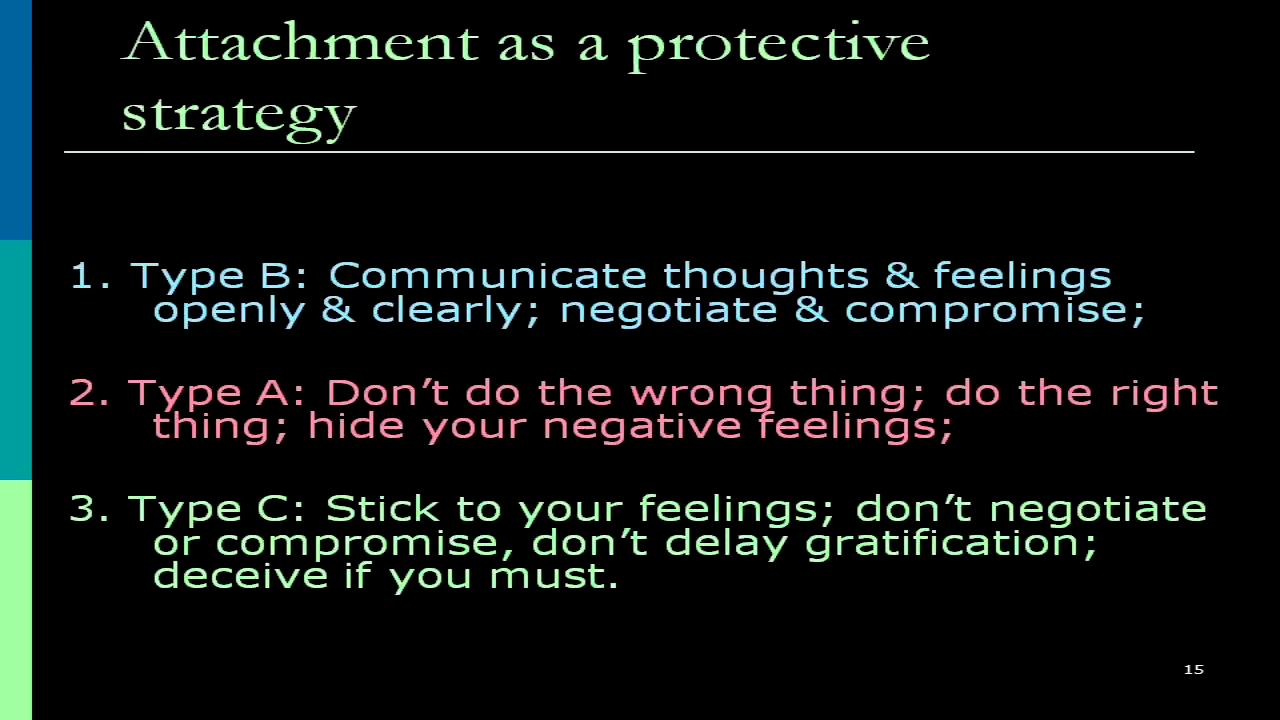 Attachment as a protective
strategy
1. Type B: Communicate thoughts & feelings
openly & clearly; negotiate & compromise;
2. Type A: Don’t do the wrong thing; do the right
thing; hide your negative feelings;
3. Type C: Stick to your feelings; don’t negotiate
or compromise, don’t delay gratification;
deceive if you must.
15